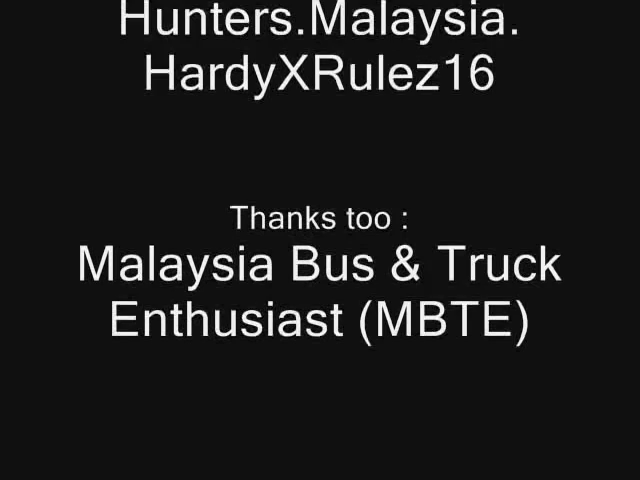 Hunters.Malaysia.
HardyXRulez16
Thanks too :
Malaysia Bus & Truck
Enthusiast (MBTE)